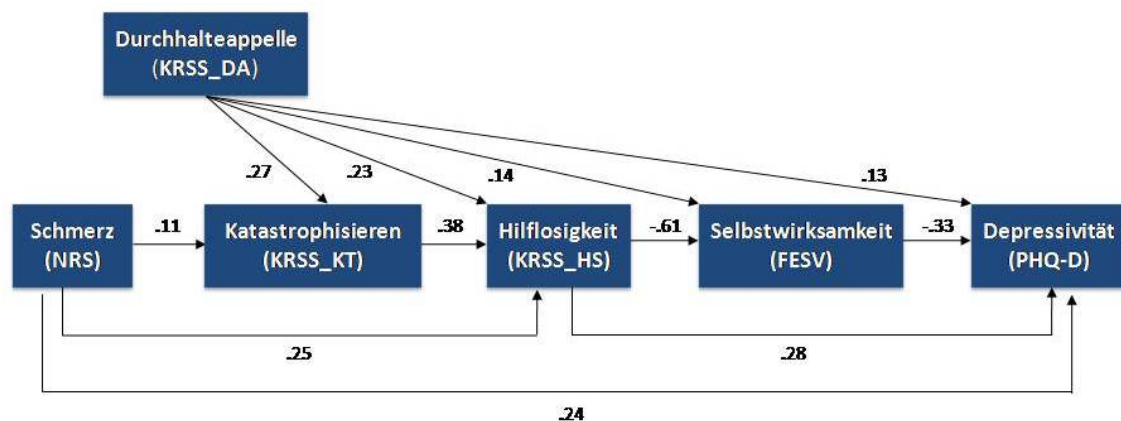 Durchhalteappelle
(KRSS_DA)
.27
.23
.14
.13
Schmerz
(NRS)
.11
Katastrophisieren
(KRSS_KT)
.38
Hilflosigkeit
(KRSS_HS)
-.61
Selbstwirksamkeit
(FESV)
-.33
Depressivität
(PHQ-D)
.25
.28
.24